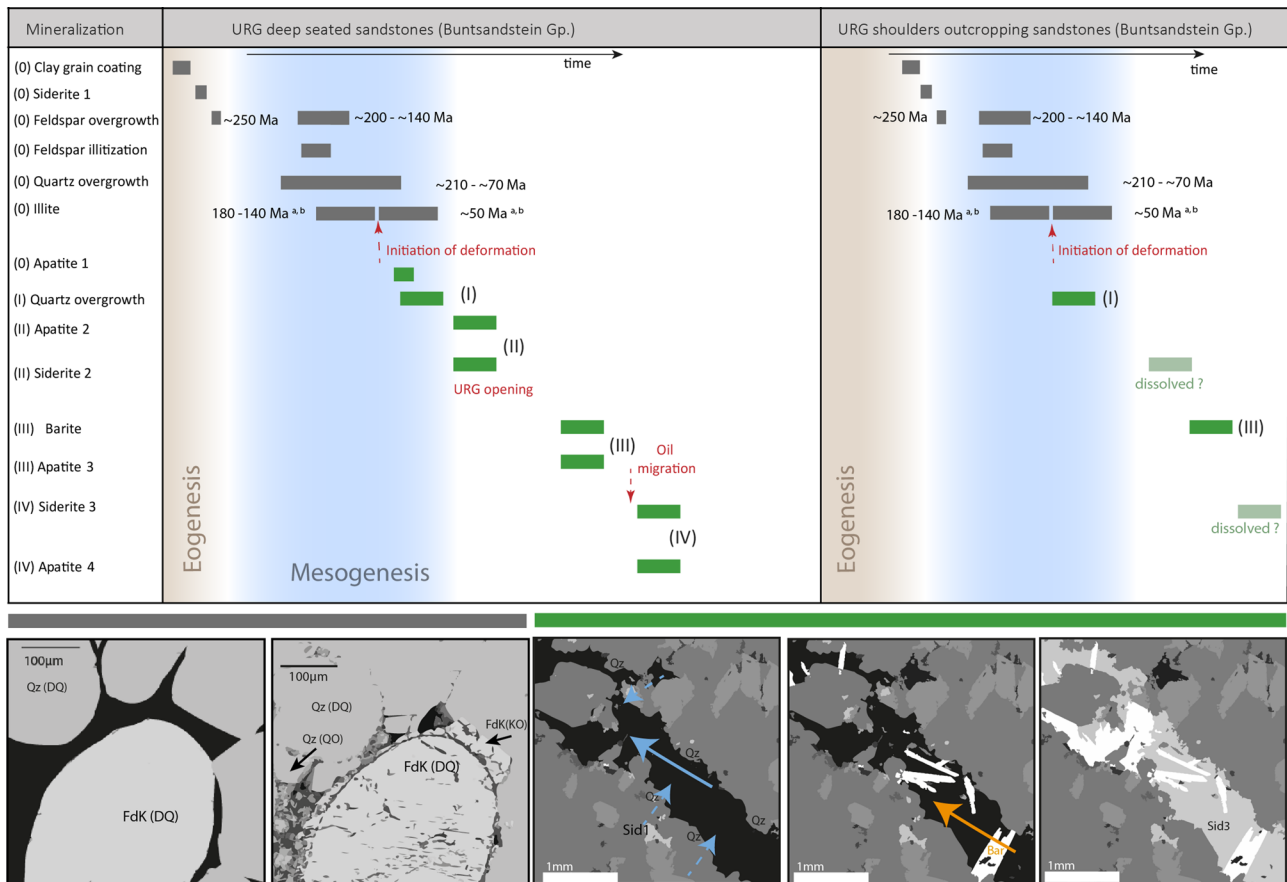 Mineralization
URG deep seated sandstones (Buntsandstein Gp.)
URG shoulders outcropping sandstones (Buntsandstein Gp.)
time
time
(0) Clay grain coating
(0) Siderite 1
(0) Feldspar overgrowth
~250 Ma
~200 - ~140 Ma
~250 Ma
~200 - ~140 Ma
(0) Feldspar illitization
(0) Quartz overgrowth
~210 - ~70 Ma
~210 - ~70 Ma
(0) Illite
180 -140 Ma a, b
~50 Ma a, b
180 -140 Ma a, b
~50 Ma a, b
Initiation of deformation
Initiation of deformation
(0) Apatite 1
(I) Quartz overgrowth
(I)
(I)
(II) Apatite 2
(II)
(II) Siderite 2
URG opening
dissolved ?
(III) Barite
(III)
(III)
(III) Apatite 3
Oil
migration
(IV) Siderite 3
(IV)
dissolved ?
(IV) Apatite 4
Eogenesis
Mesogenesis
Eogenesis
100µm
Qz (DQ)
FdK (DQ)
100µm
Qz (DQ)
Qz (QO)
FdK(KO)
FdK (DQ)
Qz
Qz
Qz
Sid1
Qz
Qz
1mm
Bar
1mm
Sid3
1mm